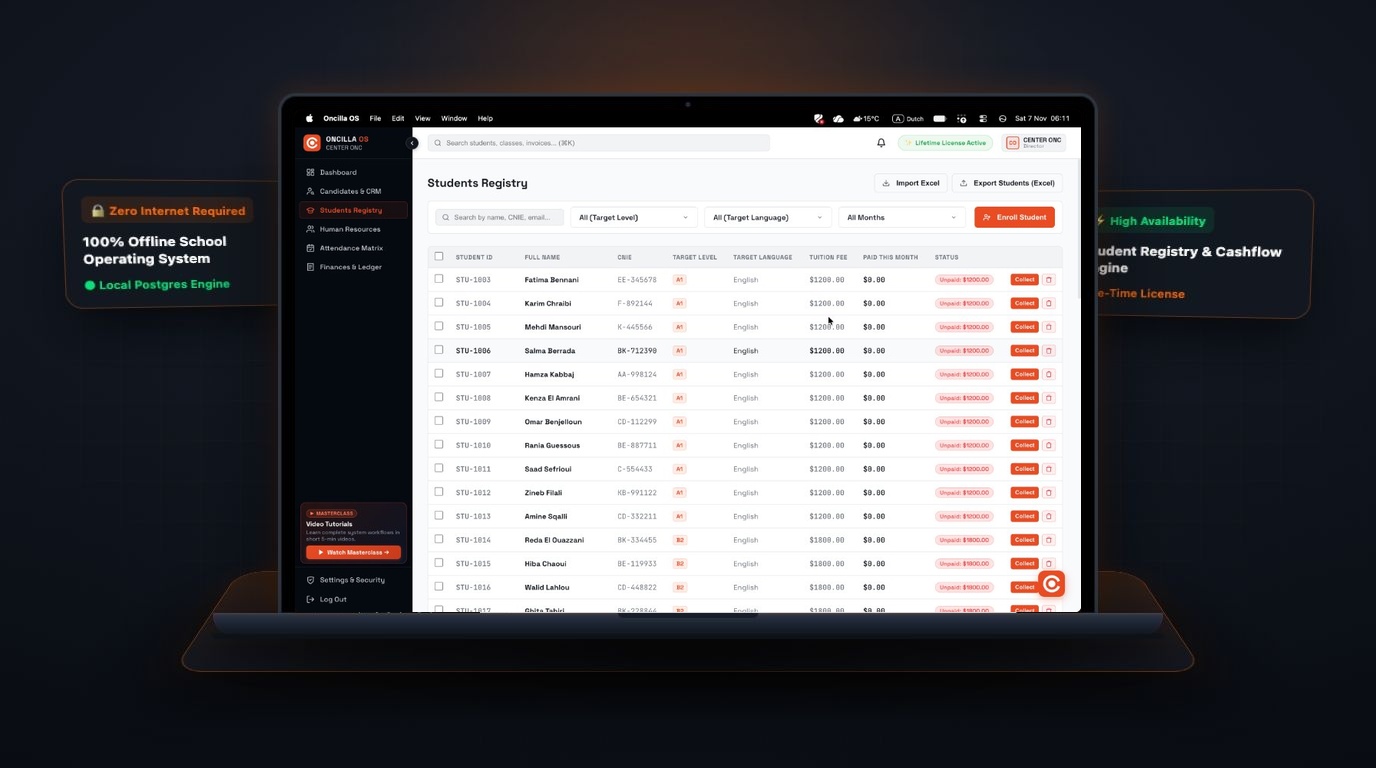 Oncilla OS File Edit View Window Help
15°C A Dutch Sat 7 Nov 06:11
ONCILLA OS
CENTER ONC
Search students, classes, invoices... (⌘K)
Lifetime License Active
CENTER ONC
Director
Dashboard
Candidates & CRM
Students Registry
Human Resources
Attendance Matrix
Finances & Ledger
MASTERCLASS
Video Tutorials
Learn complete system workflows in
short 5-min videos.
Watch Masterclass →
Settings & Security
Log Out
Zero Internet Required
100% Offline School
Operating System
Local Postgres Engine
Students Registry
Import Excel
Export Students (Excel)
Search by name, CNIE, email...
All (Target Level)
All (Target Language)
All Months
Enroll Student
STUDENT ID FULL NAME CNIE TARGET LEVEL TARGET LANGUAGE TUITION FEE PAID THIS MONTH STATUS
STU-1003 Fatima Bennani EE-345678 A1 English $1200.00 $0.00 Unpaid: $1200.00 Collect
STU-1004 Karim Chraibi F-892144 A1 English $1200.00 $0.00 Unpaid: $1200.00 Collect
STU-1005 Mehdi Mansouri K-445566 A1 English $1200.00 $0.00 Unpaid: $1200.00 Collect
STU-1006 Salma Berrada BK-712390 A1 English $1200.00 $0.00 Unpaid: $1200.00 Collect
STU-1007 Hamza Kabbaj AA-998124 A1 English $1200.00 $0.00 Unpaid: $1200.00 Collect
STU-1008 Kenza El Amrani BE-654321 A1 English $1200.00 $0.00 Unpaid: $1200.00 Collect
STU-1009 Omar Benjelloun CD-112299 A1 English $1200.00 $0.00 Unpaid: $1200.00 Collect
STU-1010 Rania Guessous BE-887711 A1 English $1200.00 $0.00 Unpaid: $1200.00 Collect
STU-1011 Saad Sefrioui C-554433 A1 English $1200.00 $0.00 Unpaid: $1200.00 Collect
STU-1012 Zineb Filali KB-991122 A1 English $1200.00 $0.00 Unpaid: $1200.00 Collect
STU-1013 Amine Sqalli CD-332211 A1 English $1200.00 $0.00 Unpaid: $1200.00 Collect
STU-1014 Reda El Ouazzani BK-334455 B2 English $1800.00 $0.00 Unpaid: $1800.00 Collect
STU-1015 Hiba Chaoui BE-119933 B2 English $1800.00 $0.00 Unpaid: $1800.00 Collect
STU-1016 Walid Lahlou CD-448822 B2 English $1800.00 $0.00 Unpaid: $1800.00 Collect
STU-1017 Ghita Tahiri BK-228844 B2 English $1800.00 $0.00 Unpaid: $1800.00 Collect
High Availability
udent Registry & Cashflow
gine
e-Time License